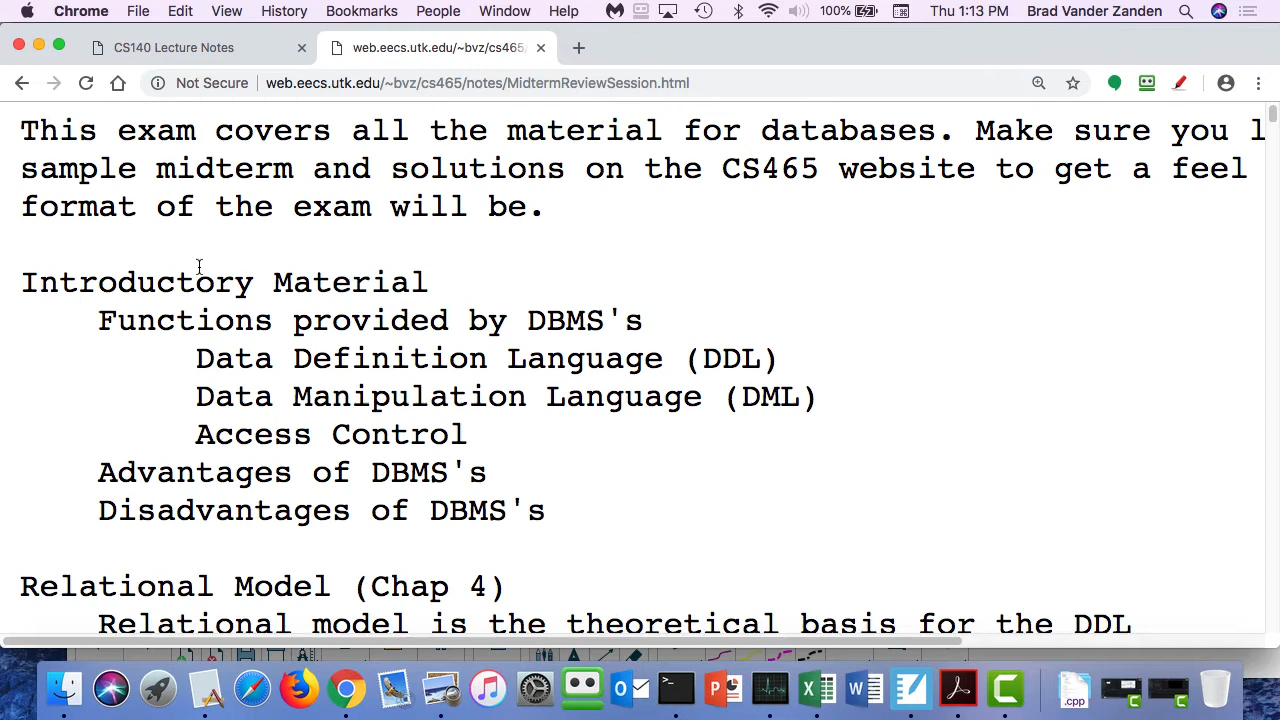 Chrome File Edit View History Bookmarks People Window Help 100% Thu 1:13 PM Brad Vander Zanden
CS140 Lecture Notes
web.eecs.utk.edu/~bvz/cs465/
Not Secure web.eecs.utk.edu/~bvz/cs465/notes/MidtermReviewSession.html
This exam covers all the material for databases. Make sure you l
sample midterm and solutions on the CS465 website to get a feel
format of the exam will be.
Introductory Material
Functions provided by DBMS's
Data Definition Language (DDL)
Data Manipulation Language (DML)
Access Control
Advantages of DBMS's
Disadvantages of DBMS's
Relational Model (Chap 4)
Relational model is the theoretical basis for the DDL
.cpp